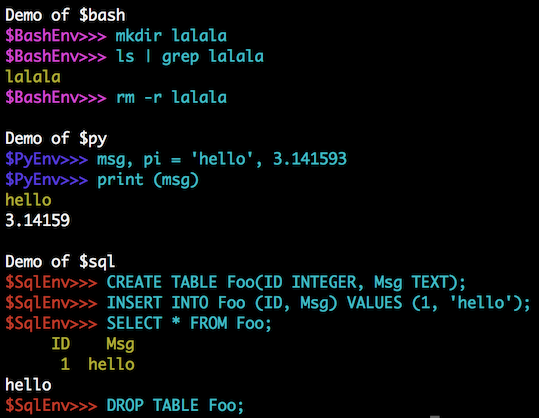 Demo of $bash
$BashEnv>>> mkdir lalala
$BashEnv>>> ls | grep lalala
lalala
$BashEnv>>> rm -r lalala
Demo of $py
$PyEnv>>> msg, pi = 'hello', 3.141593
$PyEnv>>> print (msg)
hello
3.14159
Demo of $sql
$SqlEnv>>> CREATE TABLE Foo(ID INTEGER, Msg TEXT);
$SqlEnv>>> INSERT INTO Foo (ID, Msg) VALUES (1, 'hello');
$SqlEnv>>> SELECT * FROM Foo;
ID Msg
1 hello
hello
$SqlEnv>>> DROP TABLE Foo;